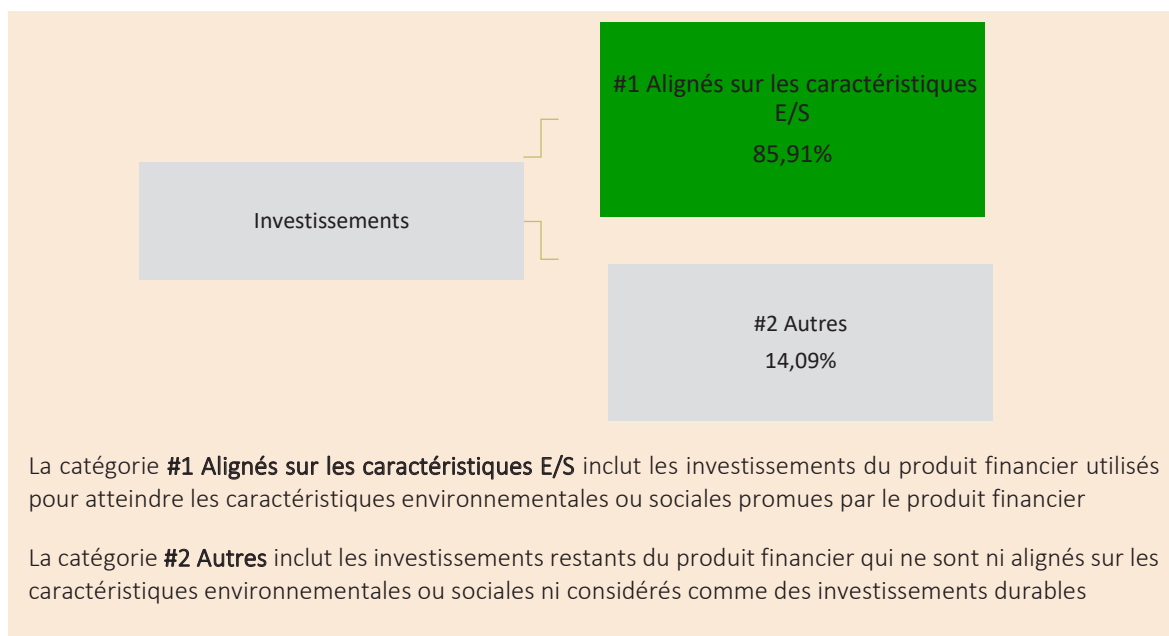 #1 Alignés sur les caractéristiques
E/S
85,91%
Investissements
#2 Autres
14,09%
La catégorie #1 Alignés sur les caractéristiques E/S inclut les investissements du produit financier utilisés
pour atteindre les caractéristiques environnementales ou sociales promues par le produit financier
La catégorie #2 Autres inclut les investissements restants du produit financier qui ne sont ni alignés sur les
caractéristiques environnementales ou sociales ni considérés comme des investissements durables